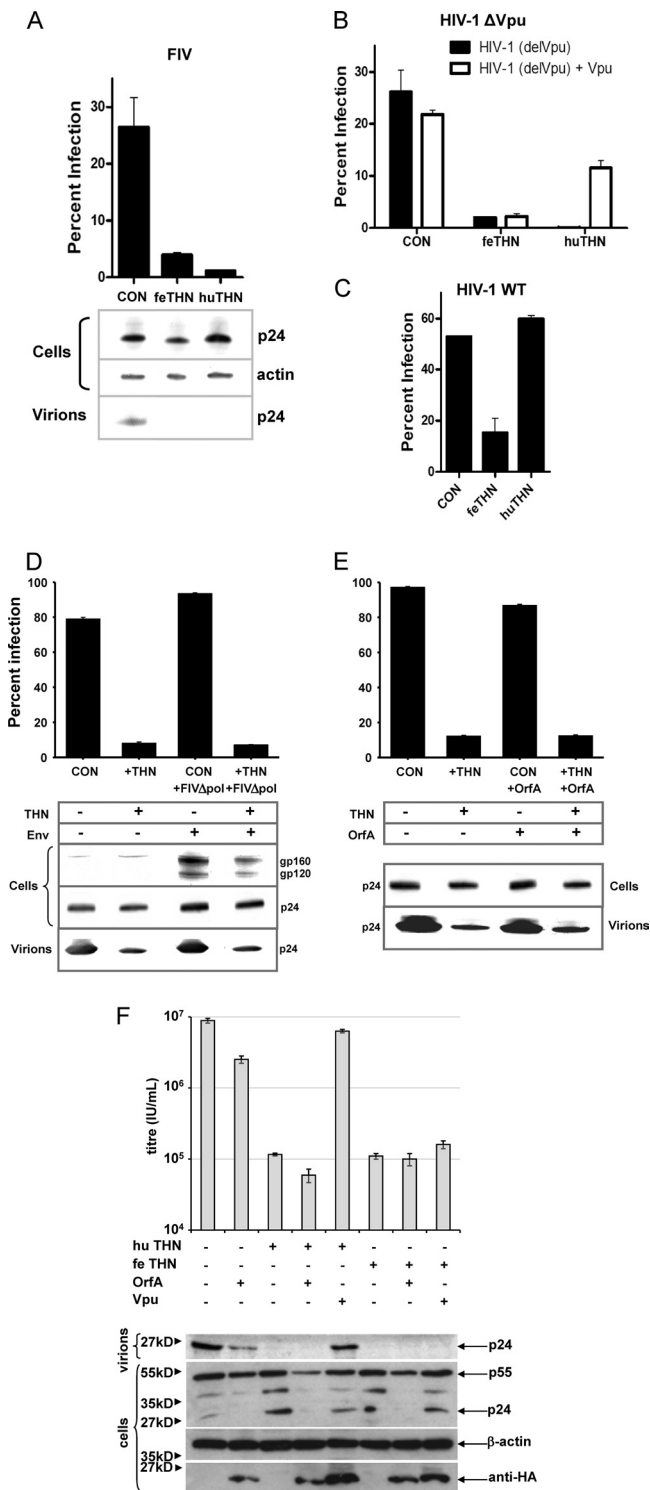 A
FIV
Percent Infection
30
20
10
0
CON feTHN huTHN
Cells
p24
actin
Virions
p24
B
HIV-1 ΔVpu
HIV-1 (delVpu)
HIV-1 (delVpu) + Vpu
Percent Infection
30
20
10
0
CON feTHN huTHN
C
HIV-1 WT
Percent Infection
60
40
20
0
CON feTHN huTHN
D
Percent infection
100
80
60
40
20
0
CON +THN CON +THN
+FIVΔpol +FIVΔpol
THN - + - +
Env - - + +
Cells
gp160
gp120
p24
Virions
p24
E
100
80
60
40
20
0
CON +THN CON +THN
+OrfA +OrfA
THN - + - +
OrfA - - + +
p24 Cells
p24 Virions
F
titre (IU/mL)
10⁷
10⁶
10⁵
10⁴
hu THN - - + + + - - -
fe THN - - - - - + + +
OrfA - + - + - - + -
Vpu - - - - + - - +
virions
27kD
p24
cells
55kD
p55
35kD
27kD
p24
β-actin
35kD
27kD
anti-HA